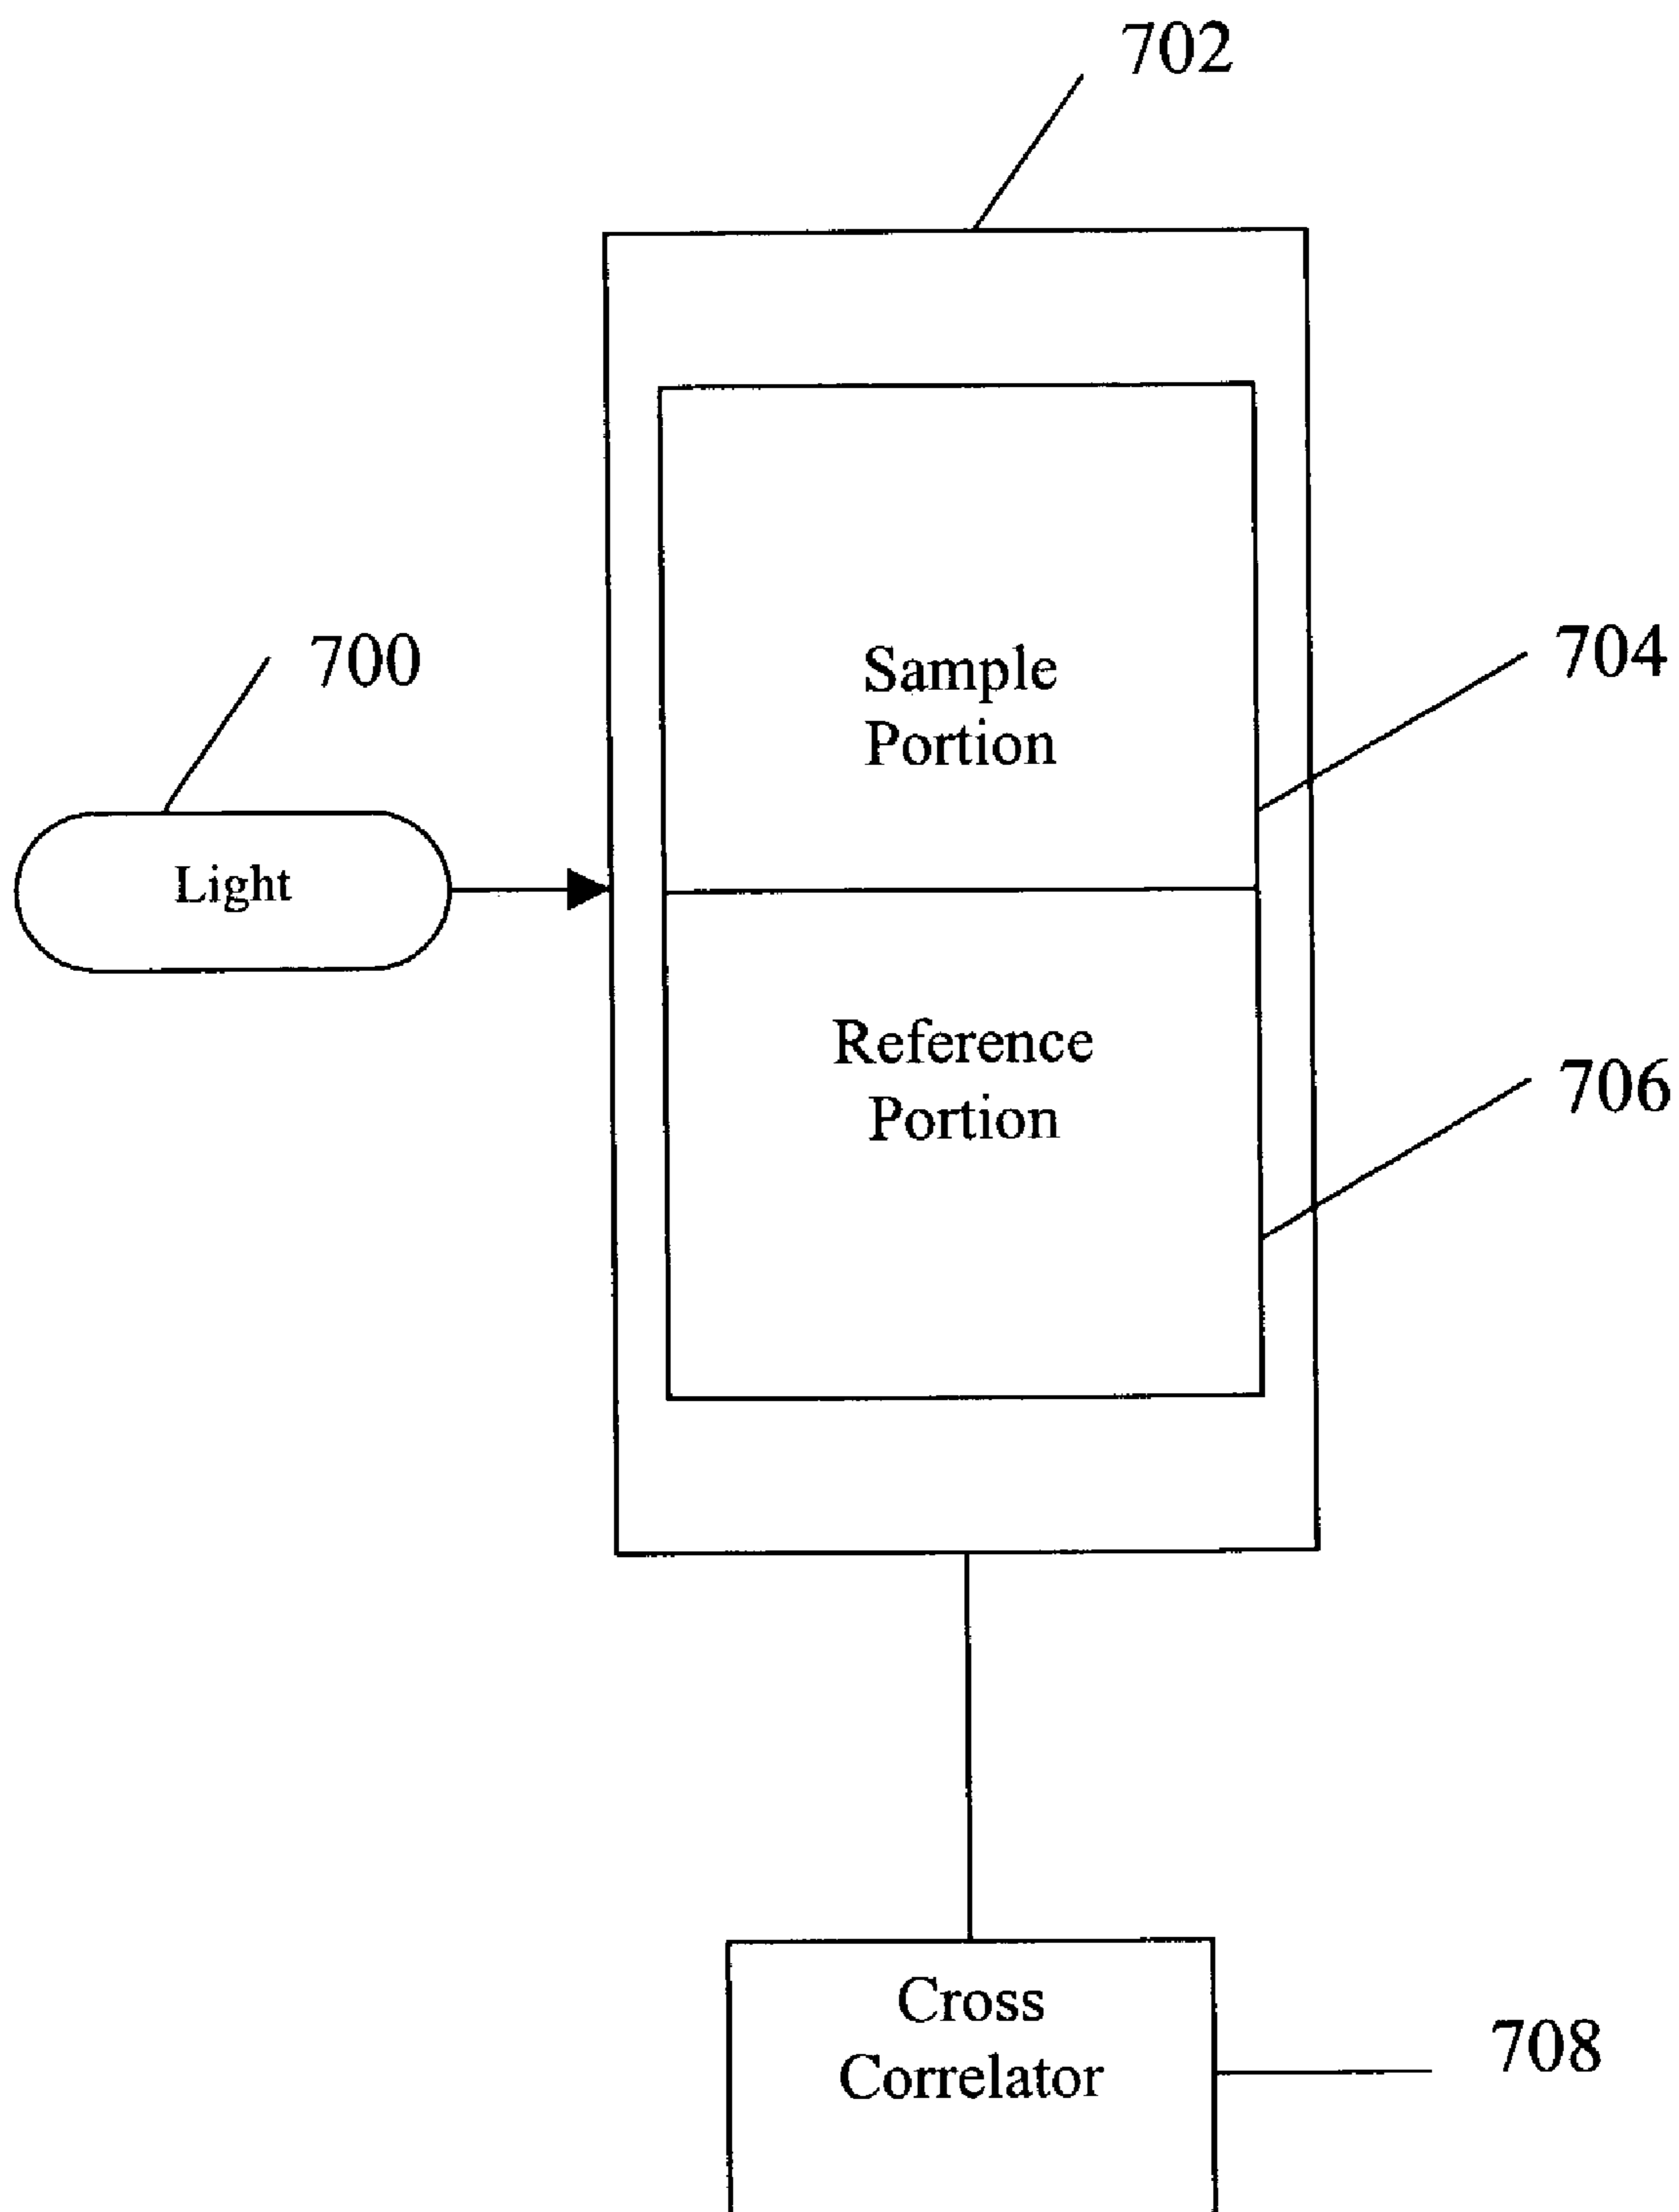 702
Sample
Portion
704
700
Light
Reference
Portion
706
Cross
Correlator
708